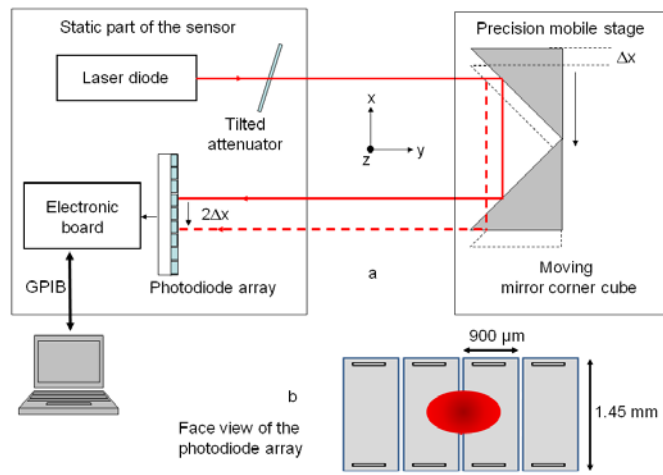 Static part of the sensor
Precision mobile stage
Laser diode
Δx
Tilted
attenuator
x
z
y
Electronic
board
2Δx
GPIB
Photodiode array
a
Moving
mirror corner cube
900 µm
b
Face view of the
photodiode array
1.45 mm